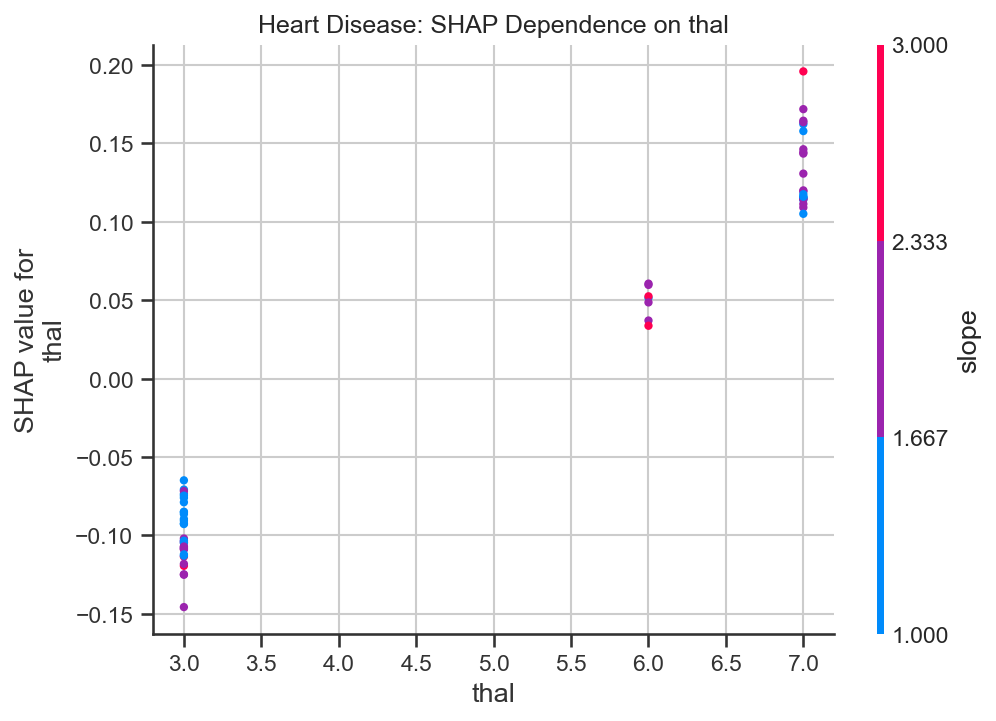 Heart Disease: SHAP Dependence on thal
SHAP value for
thal
0.20
0.15
0.10
0.05
0.00
−0.05
−0.10
−0.15
3.0 3.5 4.0 4.5 5.0 5.5 6.0 6.5 7.0
thal
3.000
2.333
1.667
1.000
slope